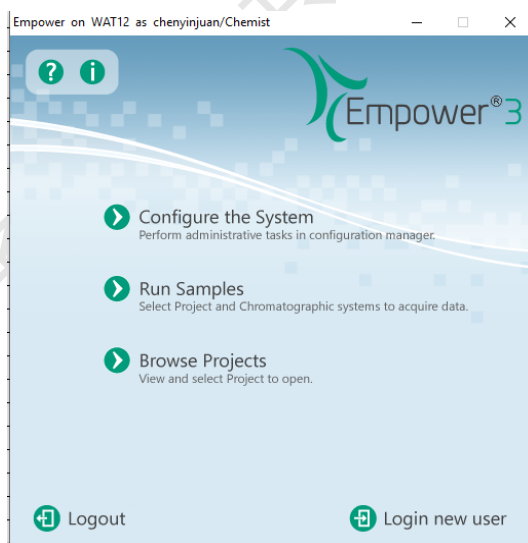 Empower on WAT12 as chenyinjuan/Chemist
? i
Empower®3
Configure the System
Perform administrative tasks in configuration manager.
Run Samples
Select Project and Chromatographic systems to acquire data.
Browse Projects
View and select Project to open.
Logout
Login new user